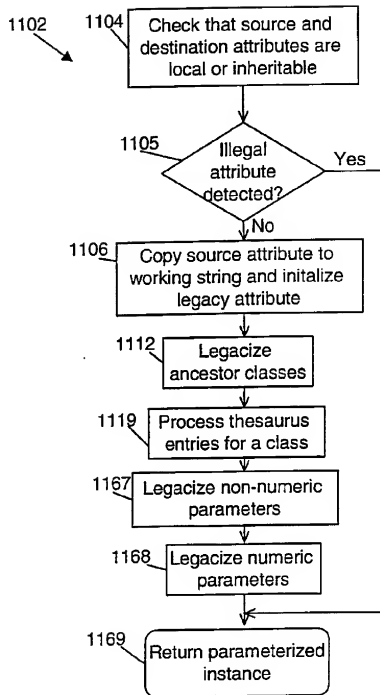 1102
1104
Check that source and
destination attributes are
local or inheritable
1105
Illegal
attribute
detected?
Yes
No
1106
Copy source attribute to
working string and initalize
legacy attribute
1112
Legacize
ancestor classes
1119
Process thesaurus
entries for a class
1167
Legacize non-numeric
parameters
1168
Legacize numeric
parameters
1169
Return parameterized
instance